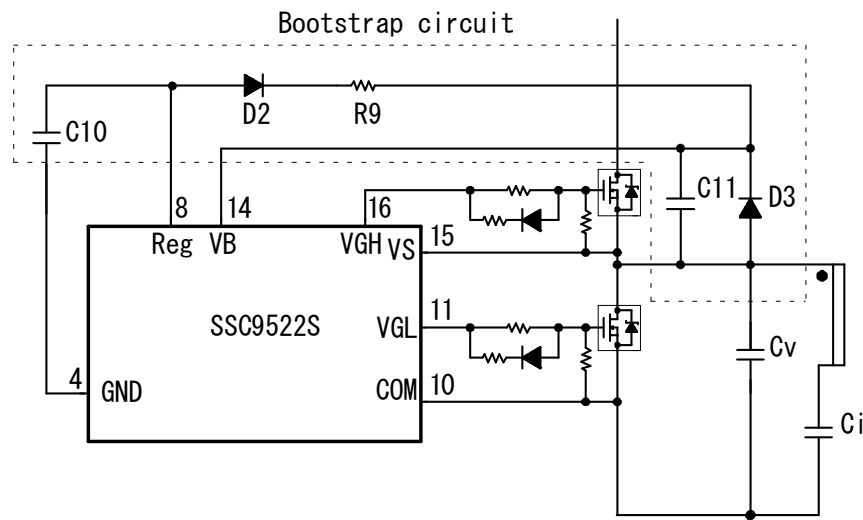 Bootstrap circuit
D2
R9
C10
C11
D3
8
14
16
Reg
VB
VGH
VS
15
SSC9522S
VGL
11
4
GND
COM
10
Cv
Ci